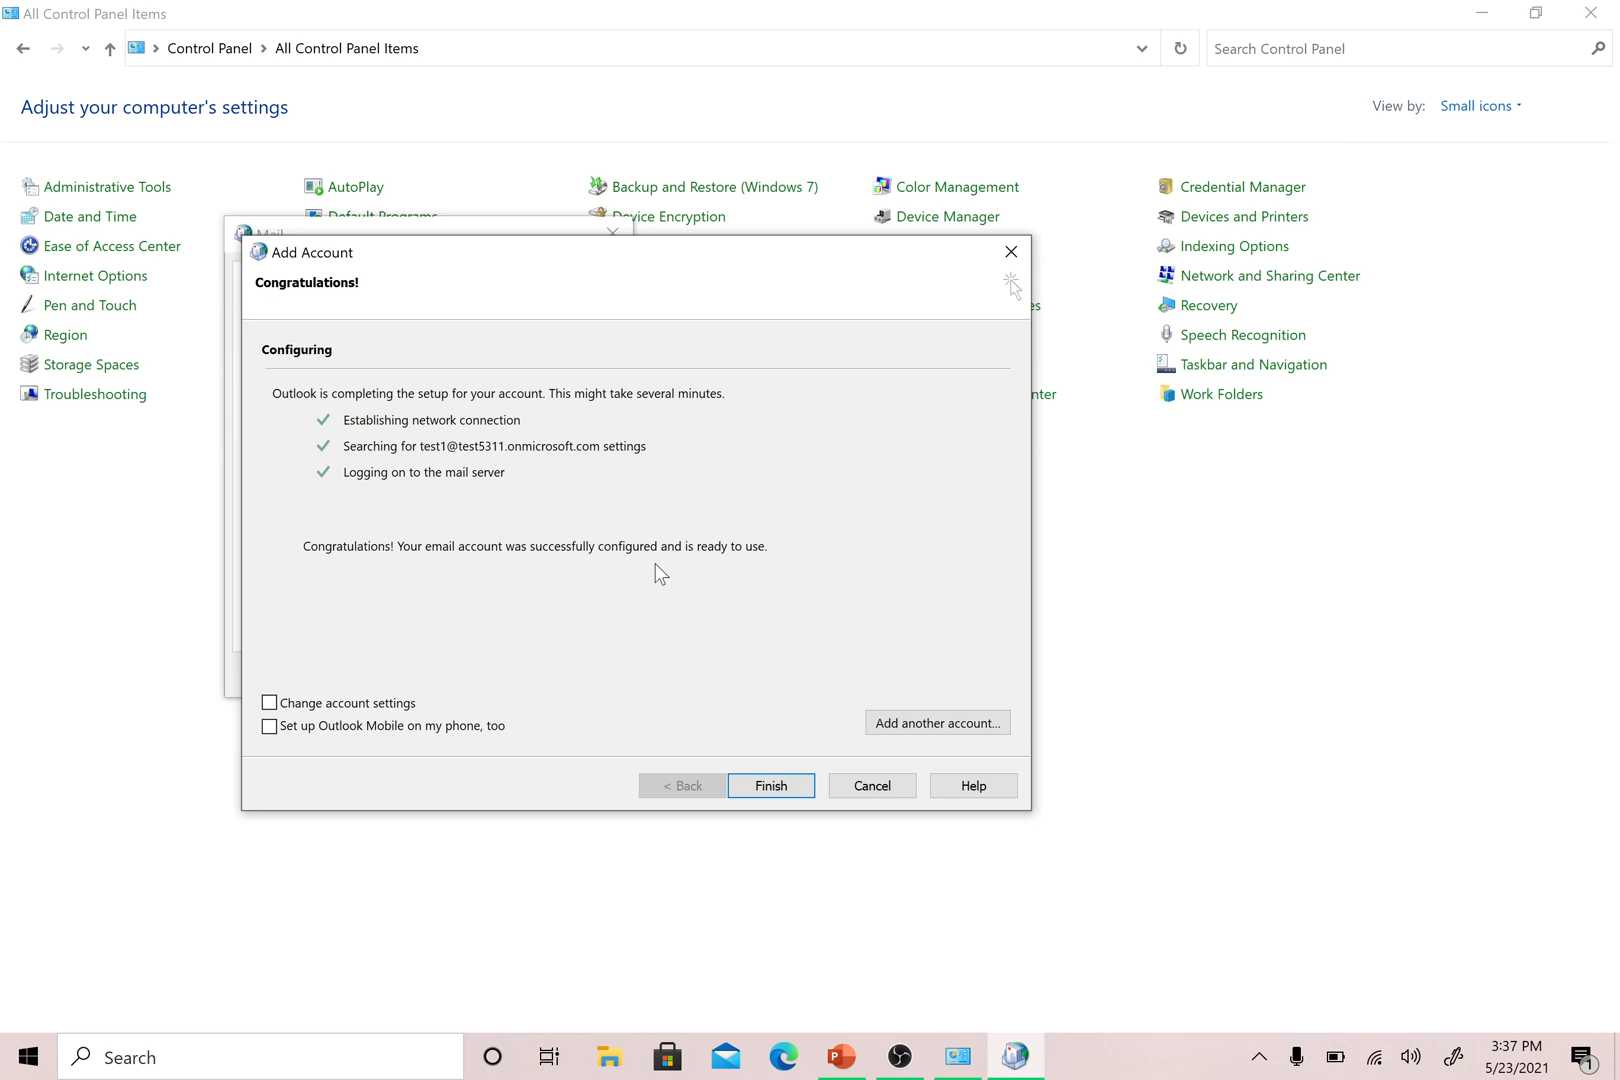 All Control Panel Items
Control Panel > All Control Panel Items
Search Control Panel
Adjust your computer's settings
View by: Small icons
Administrative Tools
AutoPlay
Backup and Restore (Windows 7)
Color Management
Credential Manager
Date and Time
Default Programs
Device Encryption
Device Manager
Devices and Printers
Ease of Access Center
Indexing Options
Internet Options
Network and Sharing Center
Pen and Touch
es
Recovery
Region
Speech Recognition
Storage Spaces
Taskbar and Navigation
Troubleshooting
nter
Work Folders
Mail
Add Account
Congratulations!
Configuring
Outlook is completing the setup for your account. This might take several minutes.
Establishing network connection
Searching for test1@test5311.onmicrosoft.com settings
Logging on to the mail server
Congratulations! Your email account was successfully configured and is ready to use.
Change account settings
Set up Outlook Mobile on my phone, too
Add another account...
< Back
Finish
Cancel
Help
Search
3:37 PM
5/23/2021
1